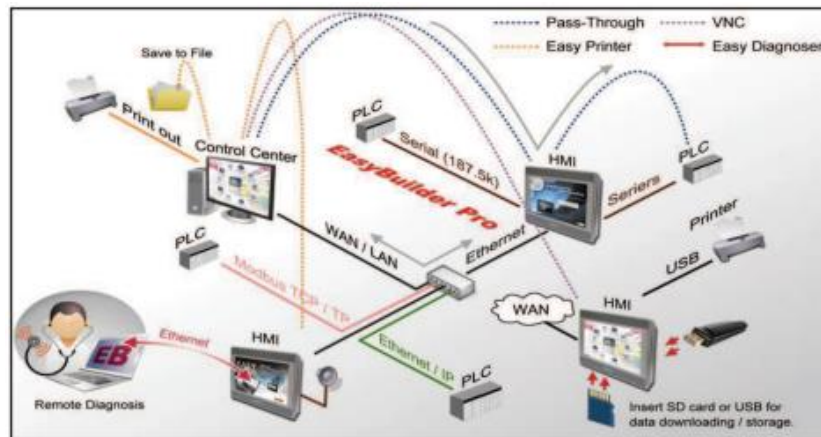 Pass-Through
VNC
Easy Printer
Easy Diagnoser
Save to File
Print out
Control Center
PLC
Serial (187.5k)
EasyBuilder Pro
HMI
PLC
Seriers
Printer
WAN / LAN
Ethernet
USB
PLC
Modbus TCP / TP
WAN
HMI
Ethernet
EB
HMI
Ethernet / IP
PLC
Remote Diagnosis
Insert SD card or USB for
data downloading / storage.